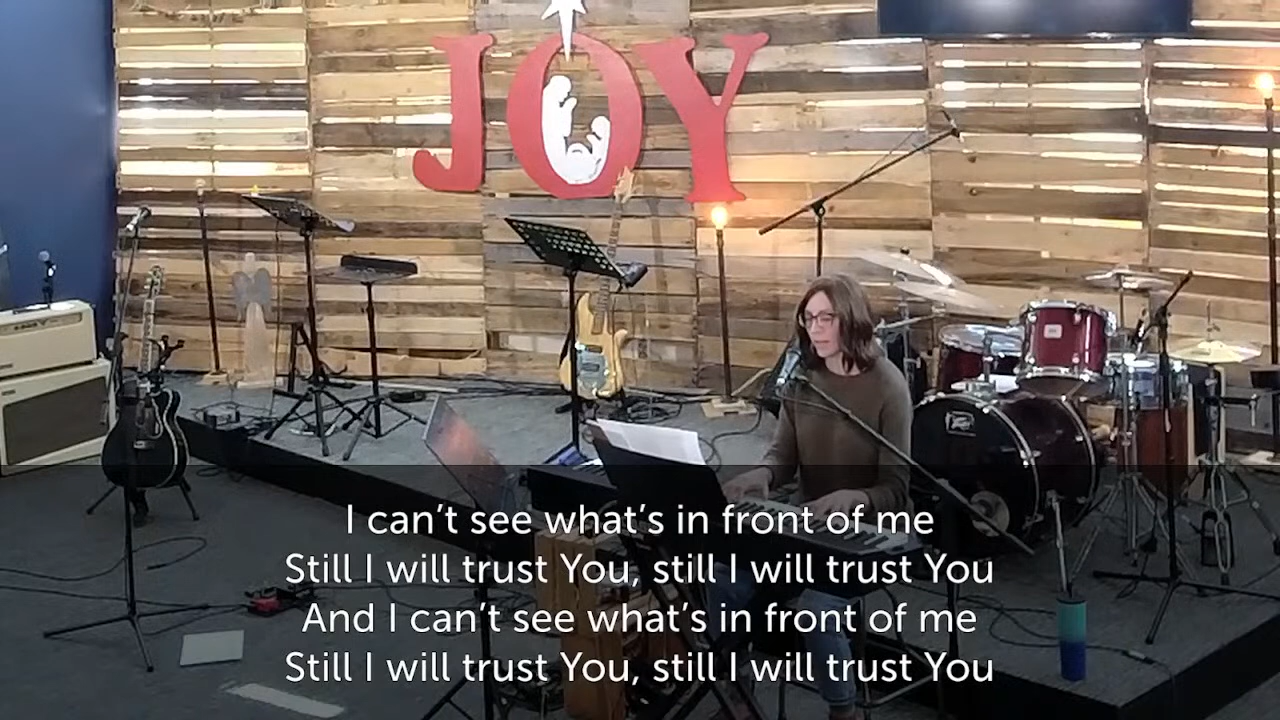 JOY
I can't see what's in front of me
Still I will trust You, still I will trust You
And I can't see what's in front of me
Still I will trust You, still I will trust You